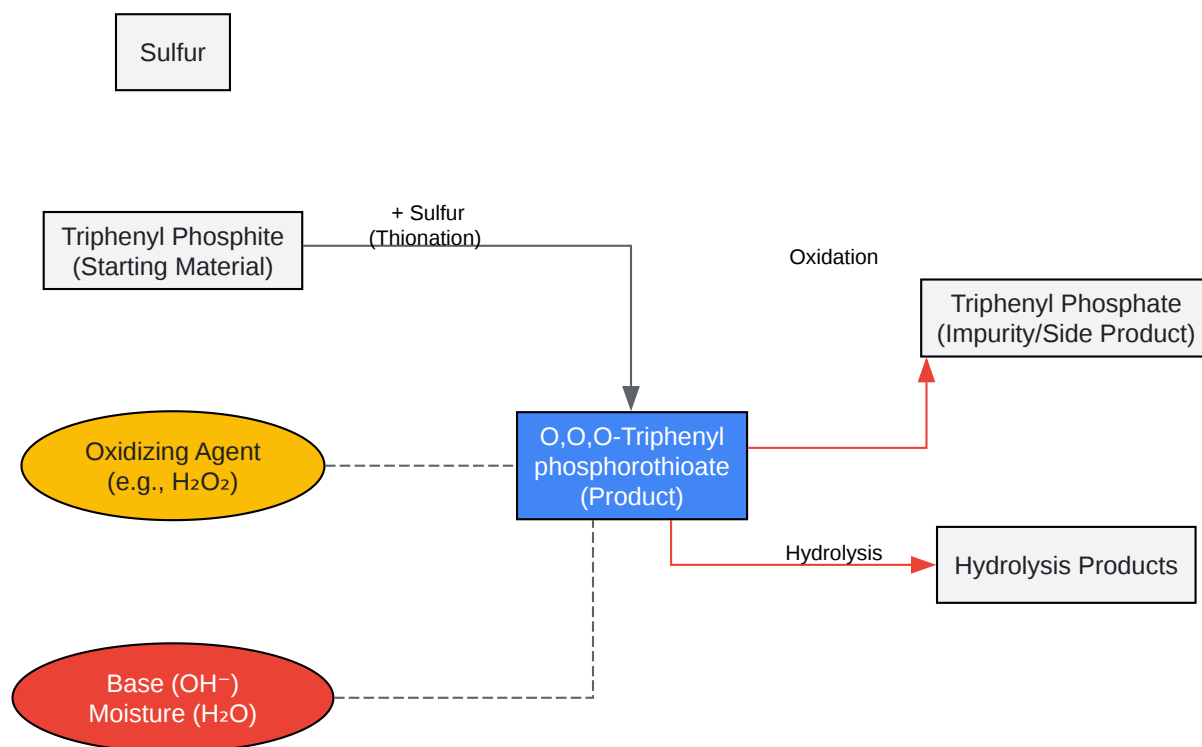 Sulfur
+ Sulfur
(Thionation)
Triphenyl Phosphite
(Starting Material)
Oxidation
Triphenyl Phosphate
(Impurity/Side Product)
Oxidizing Agent
(e.g., H₂O₂)
O,O,O-Triphenyl
phosphorothioate
(Product)
Hydrolysis
Hydrolysis Products
Base (OH⁻)
Moisture (H₂O)